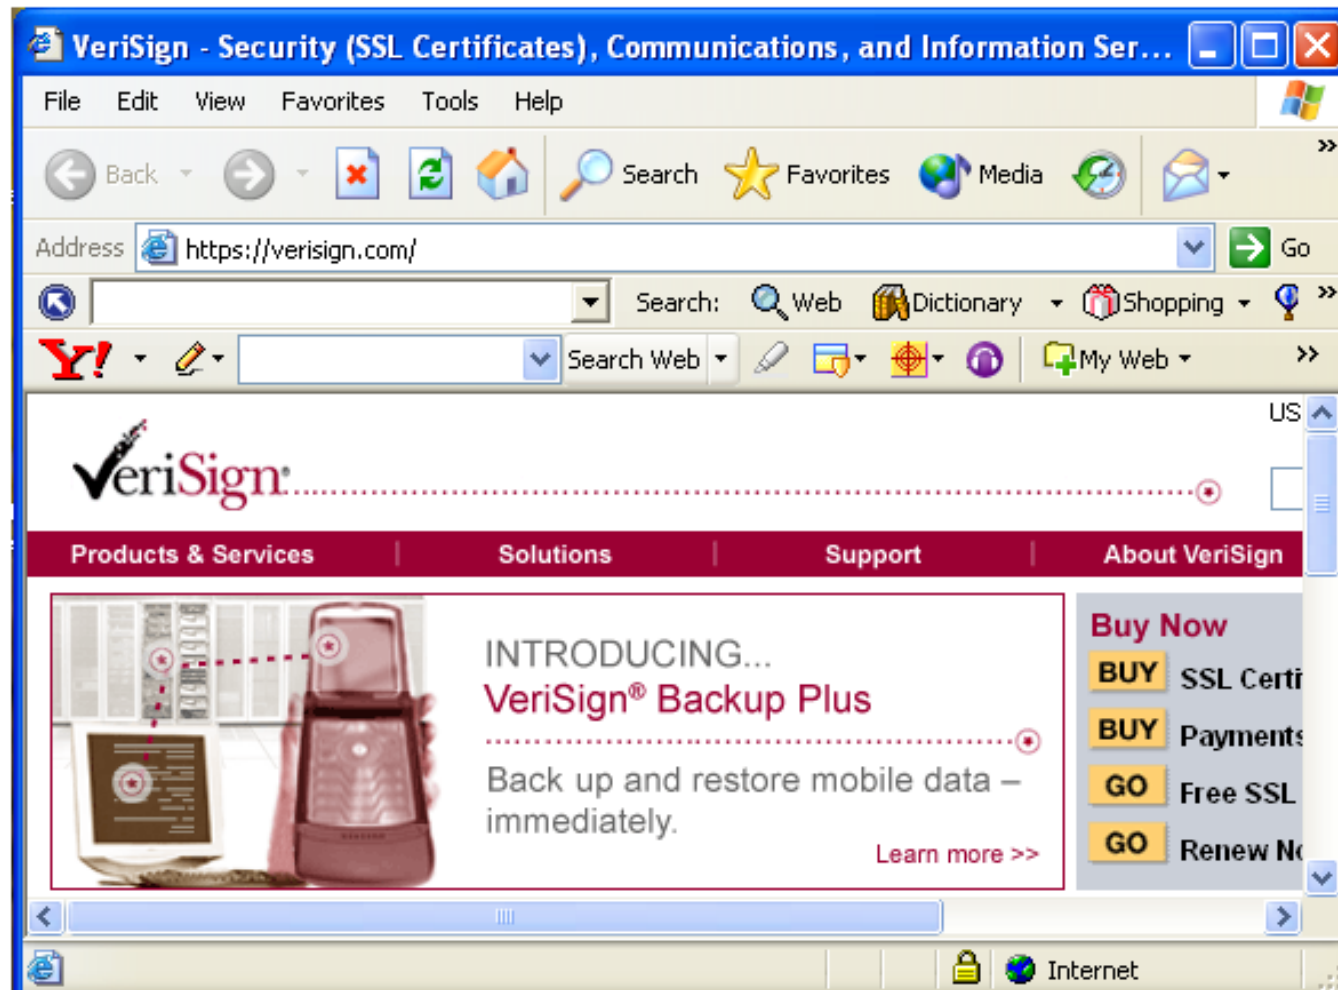 VeriSign - Security (SSL Certificates), Communications, and Information Ser...
File Edit View Favorites Tools Help
Back Search Favorites Media »
Address https://verisign.com/ Go
Search: Web Dictionary Shopping »
Y! Search Web My Web »
US
VeriSign®
Products & Services | Solutions | Support | About VeriSign
INTRODUCING...
VeriSign® Backup Plus
Back up and restore mobile data –
immediately.
Learn more >>
Buy Now
BUY SSL Certi
BUY Payments
GO Free SSL
GO Renew No
Internet